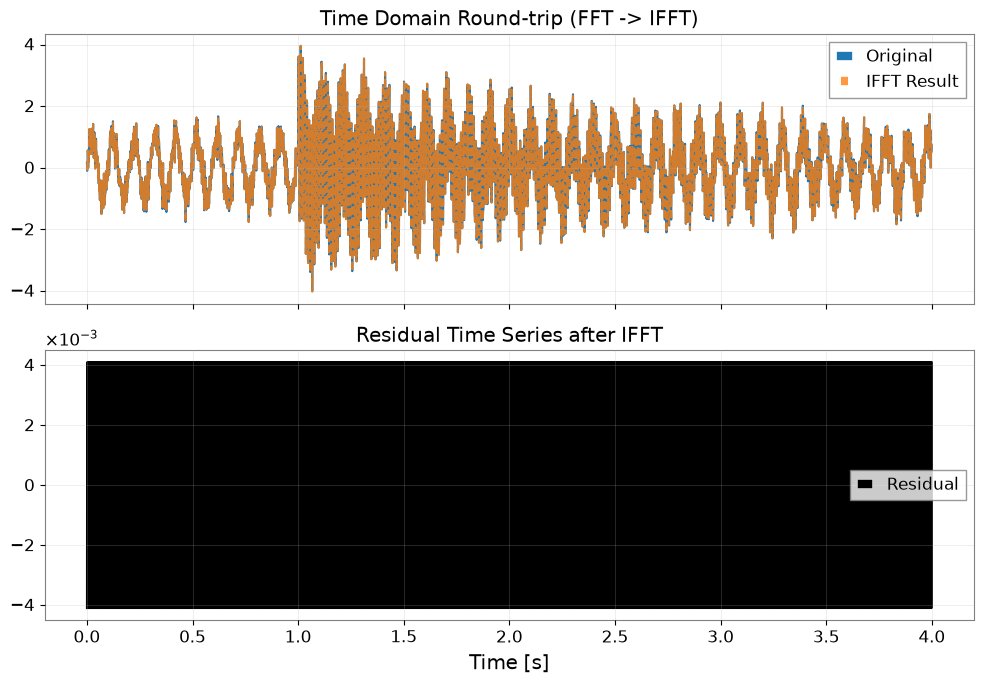 Time Domain Round-trip (FFT -> IFFT)
Original
IFFT Result
4
2
0
−2
−4
×10⁻³
Residual Time Series after IFFT
4
2
0
−2
−4
Residual
0.0 0.5 1.0 1.5 2.0 2.5 3.0 3.5 4.0
Time [s]